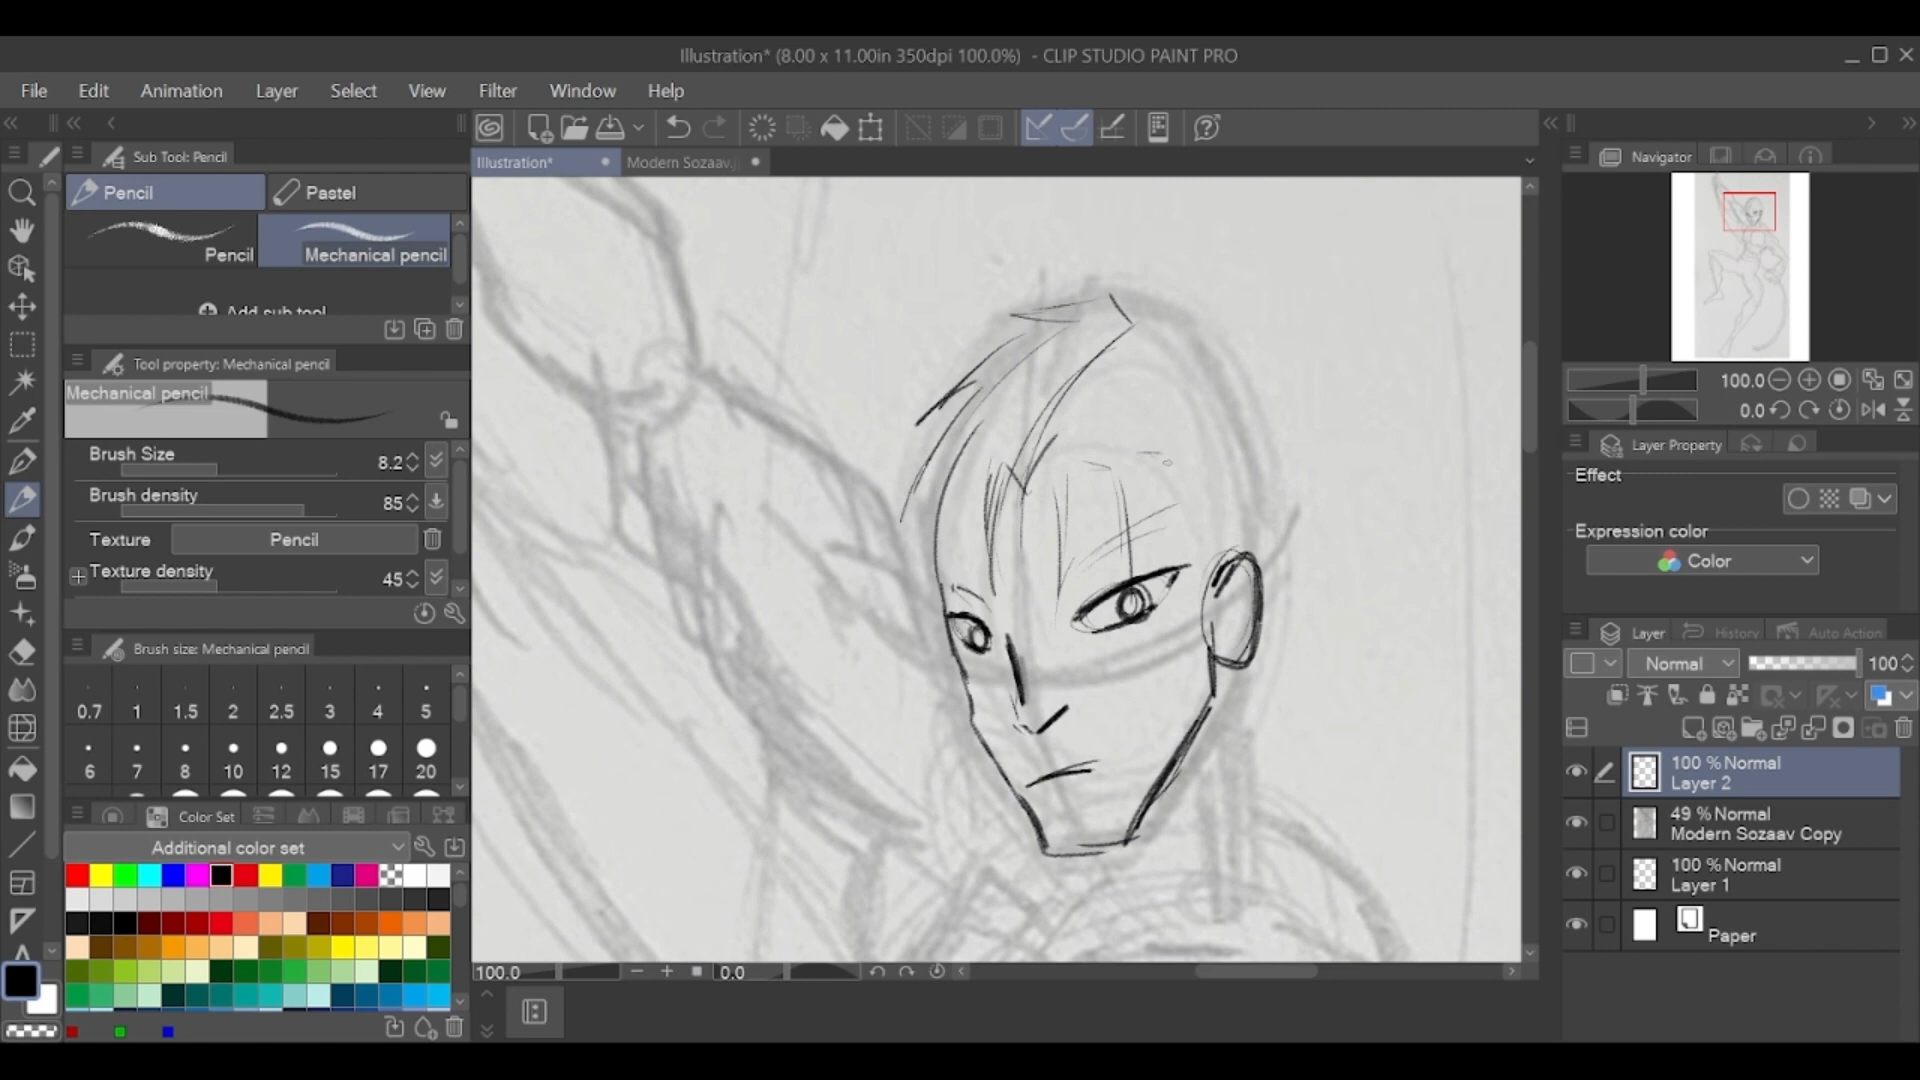 Illustration* (8.00 x 11.00in 350dpi 100.0%) - CLIP STUDIO PAINT PRO
File Edit Animation Layer Select View Filter Window Help
Sub Tool: Pencil
Pencil Pastel
Pencil Mechanical pencil
Add sub tool
Tool property: Mechanical pencil
Mechanical pencil
Brush Size 8.2
Brush density 85
Texture Pencil
Texture density 45
Brush size: Mechanical pencil
0.7 1 1.5 2 2.5 3 4 5
6 7 8 10 12 15 17 20
Color Set
Additional color set
Illustration* Modern Sozaav.j
100.0 0.0
Navigator
100.0
0.0
Layer Property
Effect
Expression color
Color
Layer History Auto Action
Normal 100
100 % Normal
Layer 2
49 % Normal
Modern Sozaav Copy
100 % Normal
Layer 1
Paper